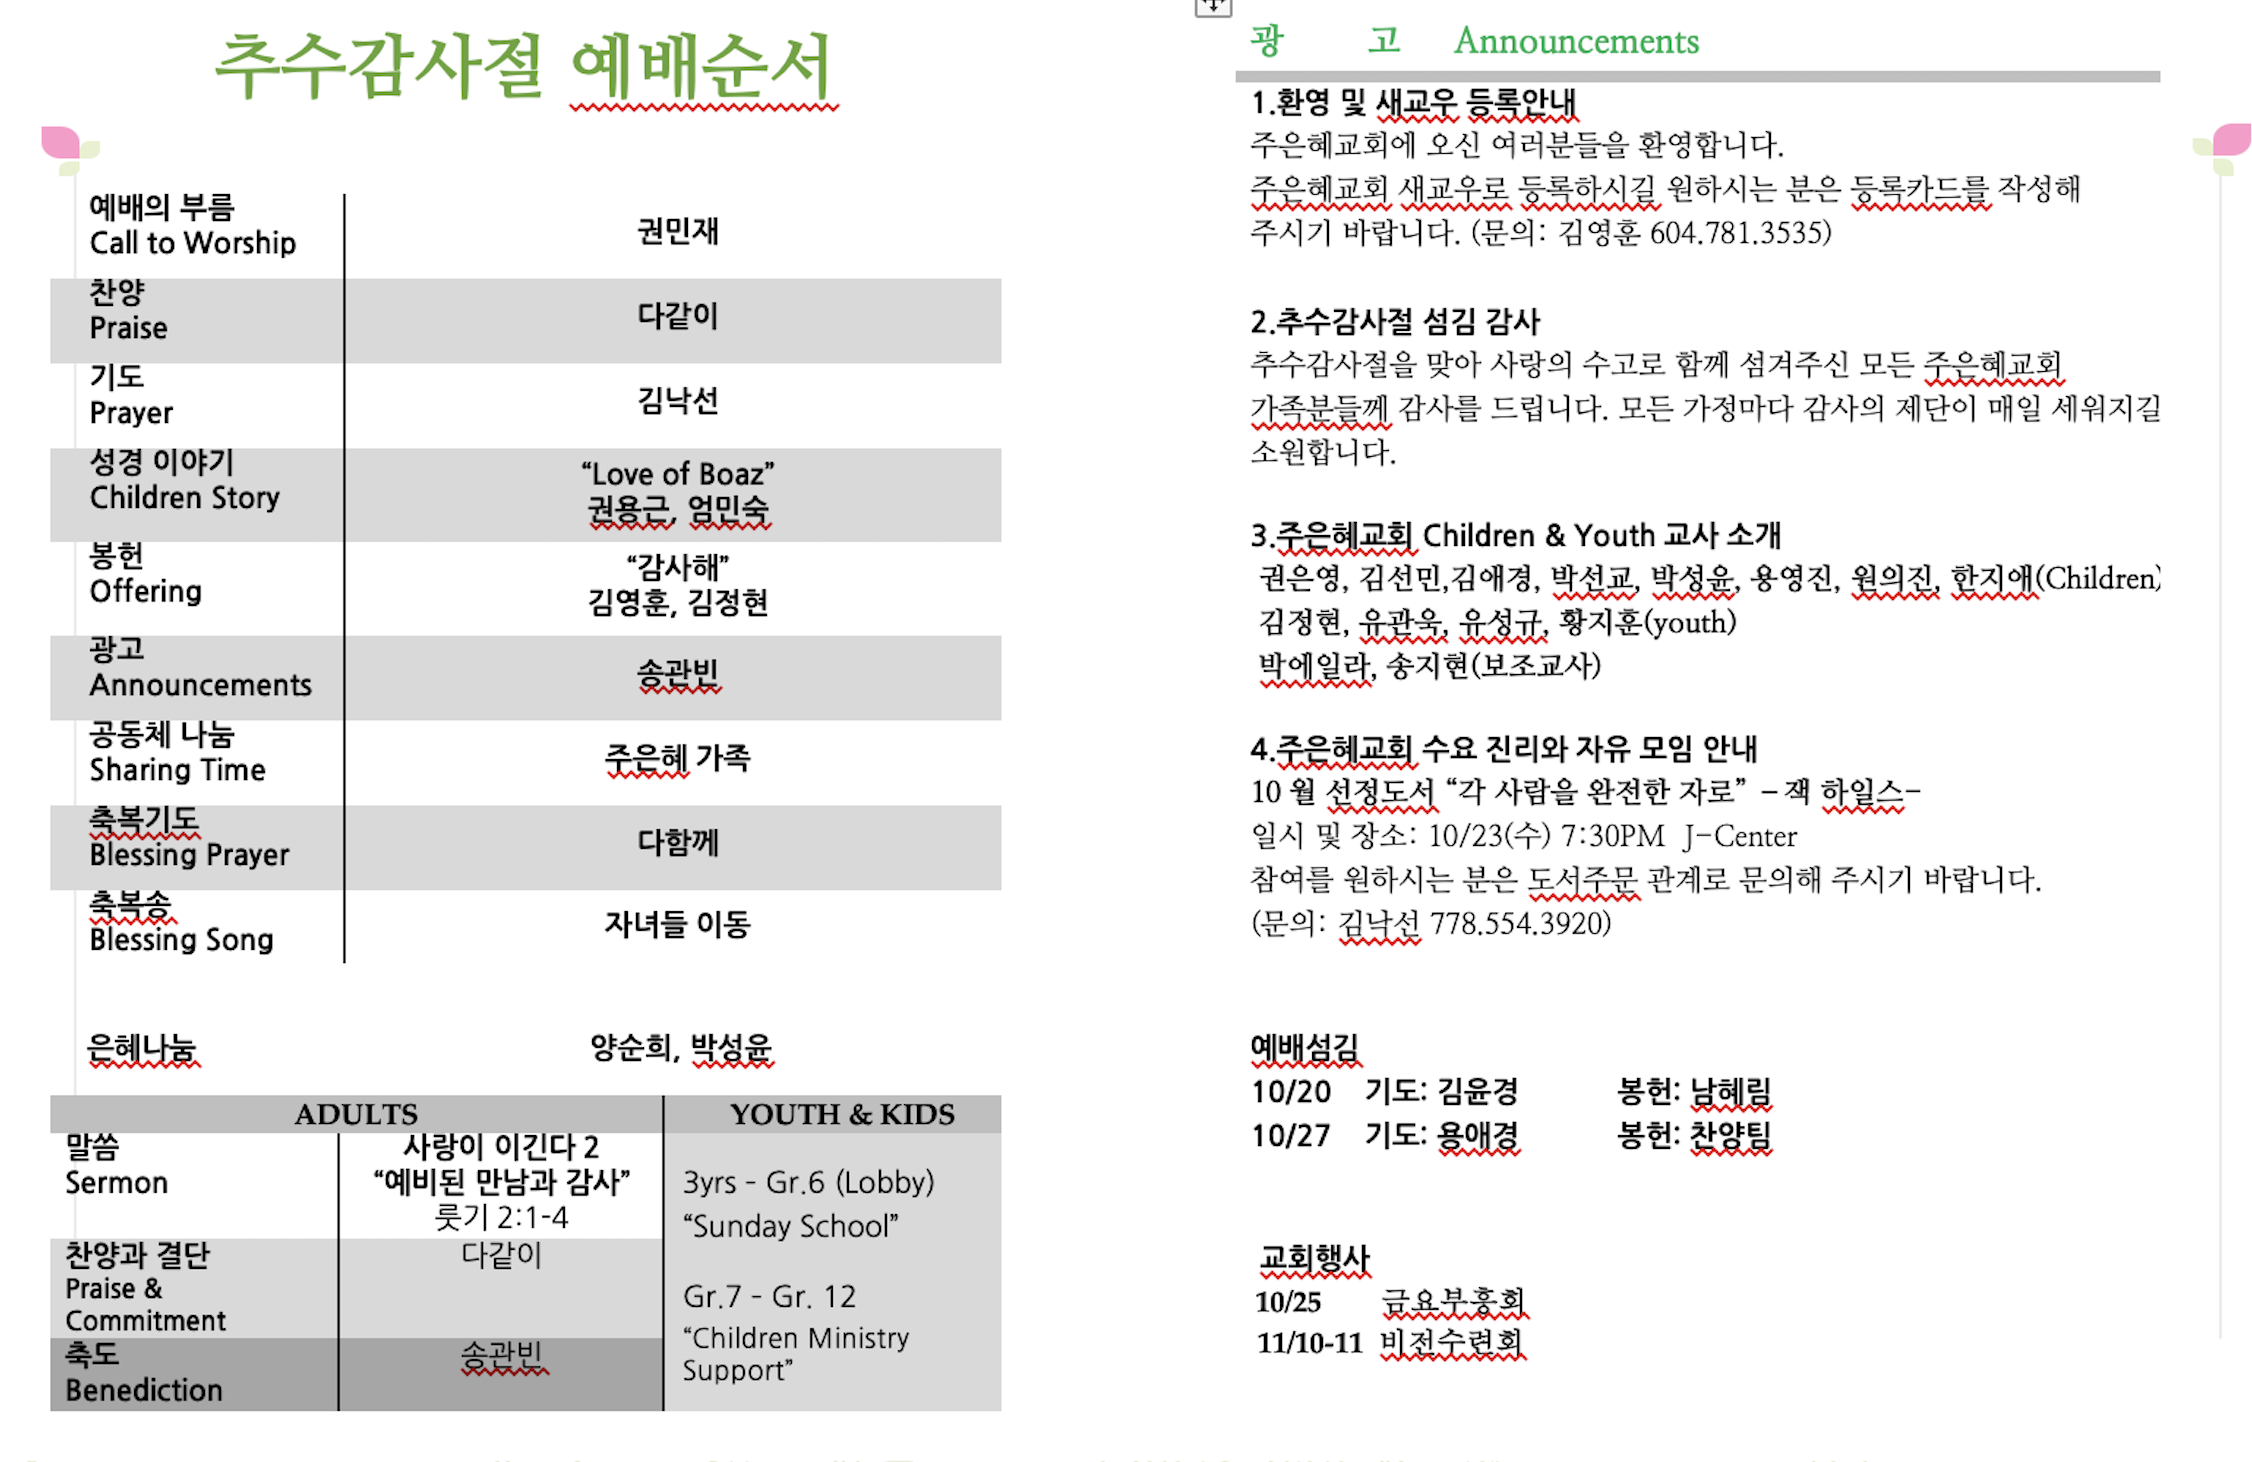 추수감사절 예배순서
예배의 부름
Call to Worship
권민재
찬양
Praise
다같이
기도
Prayer
김낙선
성경 이야기
Children Story
“Love of Boaz”
권용근, 엄민숙
봉헌
Offering
“감사해”
김영훈, 김정현
광고
Announcements
송관빈
공동체 나눔
Sharing Time
주은혜 가족
축복기도
Blessing Prayer
다함께
축복송
Blessing Song
자녀들 이동
은혜나눔 양순희, 박성윤
ADULTS YOUTH & KIDS
말씀
Sermon
사랑이 이긴다 2
“예비된 만남과 감사”
룻기 2:1-4
찬양과 결단
Praise &
Commitment
다같이
축도
Benediction
송관빈
3yrs - Gr.6 (Lobby)
“Sunday School”
Gr.7 - Gr. 12
“Children Ministry
Support”
광 고 Announcements
1.환영 및 새교우 등록안내
주은혜교회에 오신 여러분들을 환영합니다.
주은혜교회 새교우로 등록하시길 원하시는 분은 등록카드를 작성해
주시기 바랍니다. (문의: 김영훈 604.781.3535)
2.추수감사절 섬김 감사
추수감사절을 맞아 사랑의 수고로 함께 섬겨주신 모든 주은혜교회
가족분들께 감사를 드립니다. 모든 가정마다 감사의 제단이 매일 세워지길
소원합니다.
3.주은혜교회 Children & Youth 교사 소개
권은영, 김선민,김애경, 박선교, 박성윤, 용영진, 원의진, 한지애(Children)
김정현, 유관욱, 유성규, 황지훈(youth)
박에일라, 송지현(보조교사)
4.주은혜교회 수요 진리와 자유 모임 안내
10 월 선정도서 “각 사람을 완전한 자로” – 잭 하일스-
일시 및 장소: 10/23(수) 7:30PM J-Center
참여를 원하시는 분은 도서주문 관계로 문의해 주시기 바랍니다.
(문의: 김낙선 778.554.3920)
예배섬김
10/20 기도: 김윤경 봉헌: 남혜림
10/27 기도: 용애경 봉헌: 찬양팀
교회행사
10/25 금요부흥회
11/10-11 비전수련회